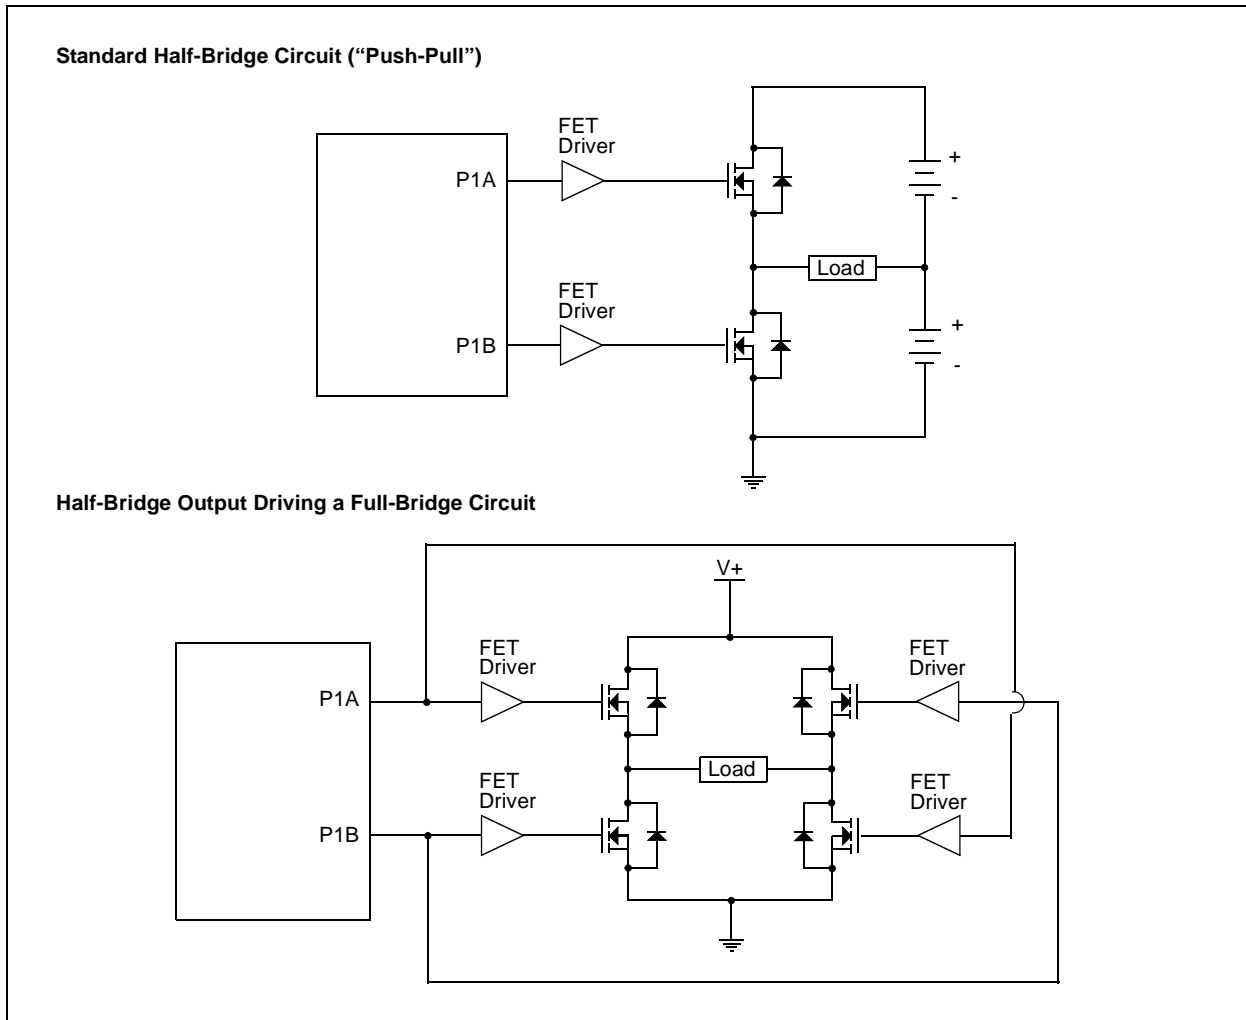 Standard Half-Bridge Circuit (“Push-Pull”)
FET
Driver
P1A
+
-
Load
FET
Driver
P1B
+
-
Half-Bridge Output Driving a Full-Bridge Circuit
V+
FET
Driver
FET
Driver
P1A
Load
FET
Driver
FET
Driver
P1B